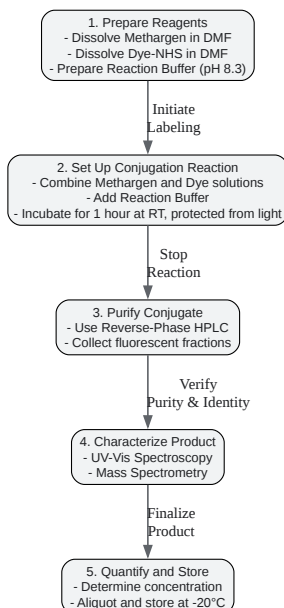 1. Prepare Reagents
- Dissolve Methargen in DMF
- Dissolve Dye-NHS in DMF
- Prepare Reaction Buffer (pH 8.3)
Initiate
Labeling
2. Set Up Conjugation Reaction
- Combine Methargen and Dye solutions
- Add Reaction Buffer
- Incubate for 1 hour at RT, protected from light
Stop
Reaction
3. Purify Conjugate
- Use Reverse-Phase HPLC
- Collect fluorescent fractions
Verify
Purity & Identity
4. Characterize Product
- UV-Vis Spectroscopy
- Mass Spectrometry
Finalize
Product
5. Quantify and Store
- Determine concentration
- Aliquot and store at -20°C